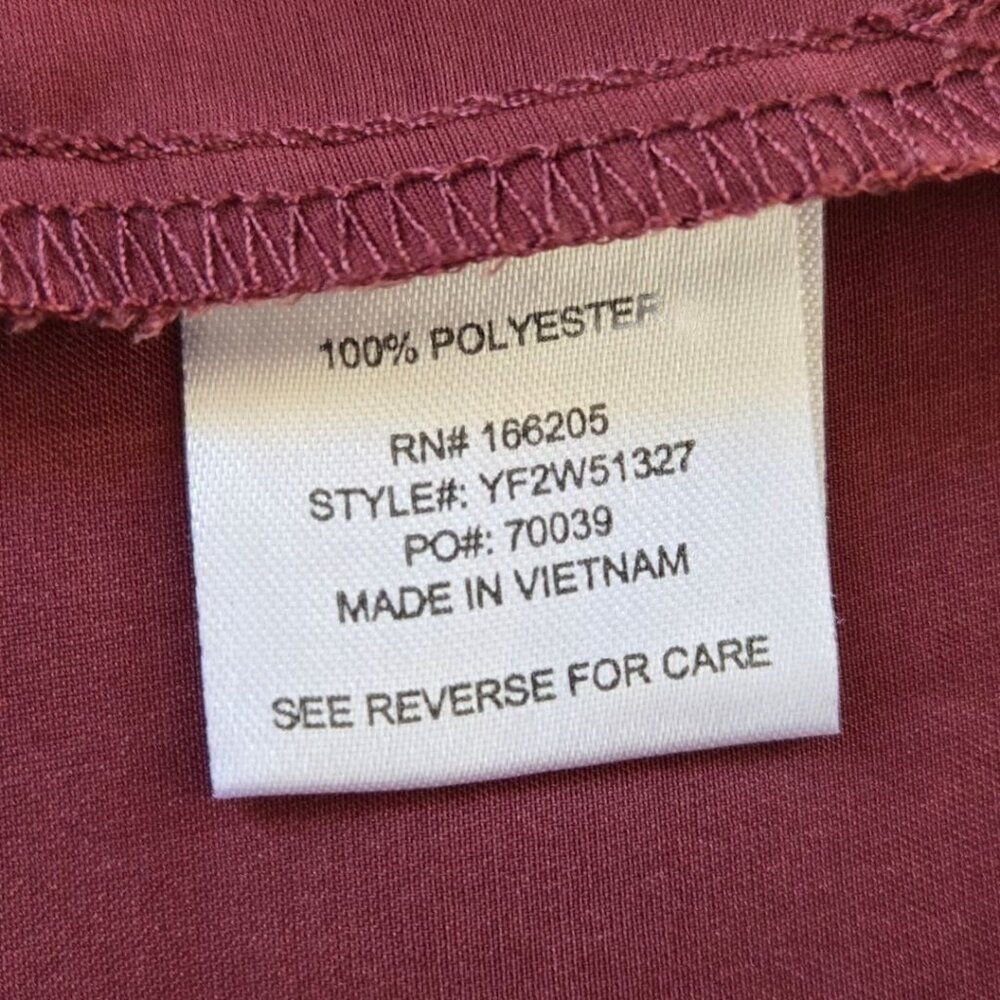 100% POLYESTER
RN# 166205
STYLE#: YF2W51327
PO#: 70039
MADE IN VIETNAM
SEE REVERSE FOR CARE